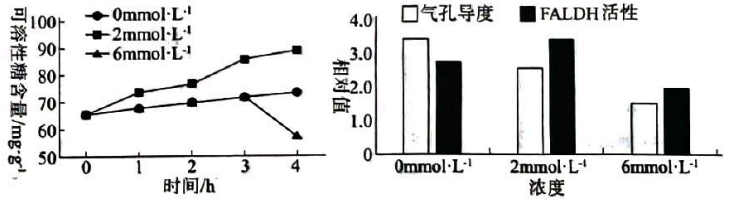 可溶性糖含量/mg·g⁻¹
100
90
80
70
60
50
0mmol·L⁻¹
2mmol·L⁻¹
6mmol·L⁻¹
0 1 2 3 4
时间/h
气孔导度 FALDH活性
相对值
4.0
3.0
2.0
1.0
0
0mmol·L⁻¹ 2mmol·L⁻¹ 6mmol·L⁻¹
浓度